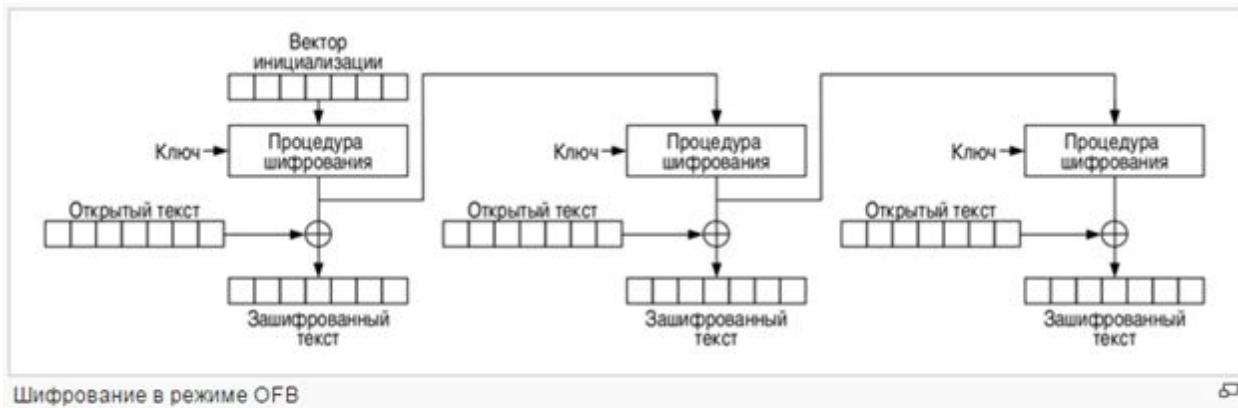 Вектор
инициализации
Ключ
Процедура
шифрования
Ключ
Процедура
шифрования
Ключ
Процедура
шифрования
Открытый текст
Открытый текст
Открытый текст
Зашифрованный
текст
Зашифрованный
текст
Зашифрованный
текст
Шифрование в режиме OFB